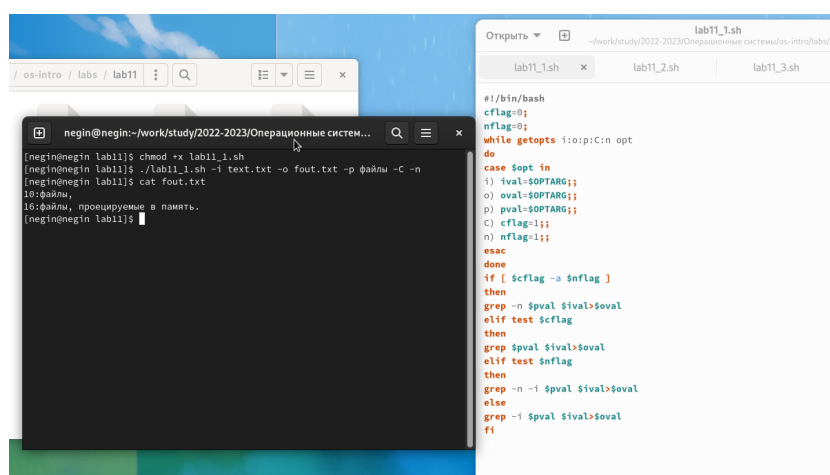 / os-intro / labs / lab11
negin@negin:~/work/study/2022-2023/Операционные систем...
[negin@negin lab11]$ chmod +x lab11_1.sh
[negin@negin lab11]$ ./lab11_1.sh -i text.txt -o fout.txt -p файлы -C -n
[negin@negin lab11]$ cat fout.txt
10:файлы,
16:файлы, проецируемые в память.
[negin@negin lab11]$
Открыть
lab11_1.sh
~/work/study/2022-2023/Операционные системы/os-intro/labs/
lab11_1.sh × lab11_2.sh lab11_3.sh
#!/bin/bash
cflag=0;
nflag=0;
while getopts i:o:p:C:n opt
do
case $opt in
i) ival=$OPTARG;;
o) oval=$OPTARG;;
p) pval=$OPTARG;;
C) cflag=1;;
n) nflag=1;;
esac
done
if [ $cflag -a $nflag ]
then
grep -n $pval $ival>$oval
elif test $cflag
then
grep $pval $ival>$oval
elif test $nflag
then
grep -n -i $pval $ival>$oval
else
grep -i $pval $ival>$oval
fi